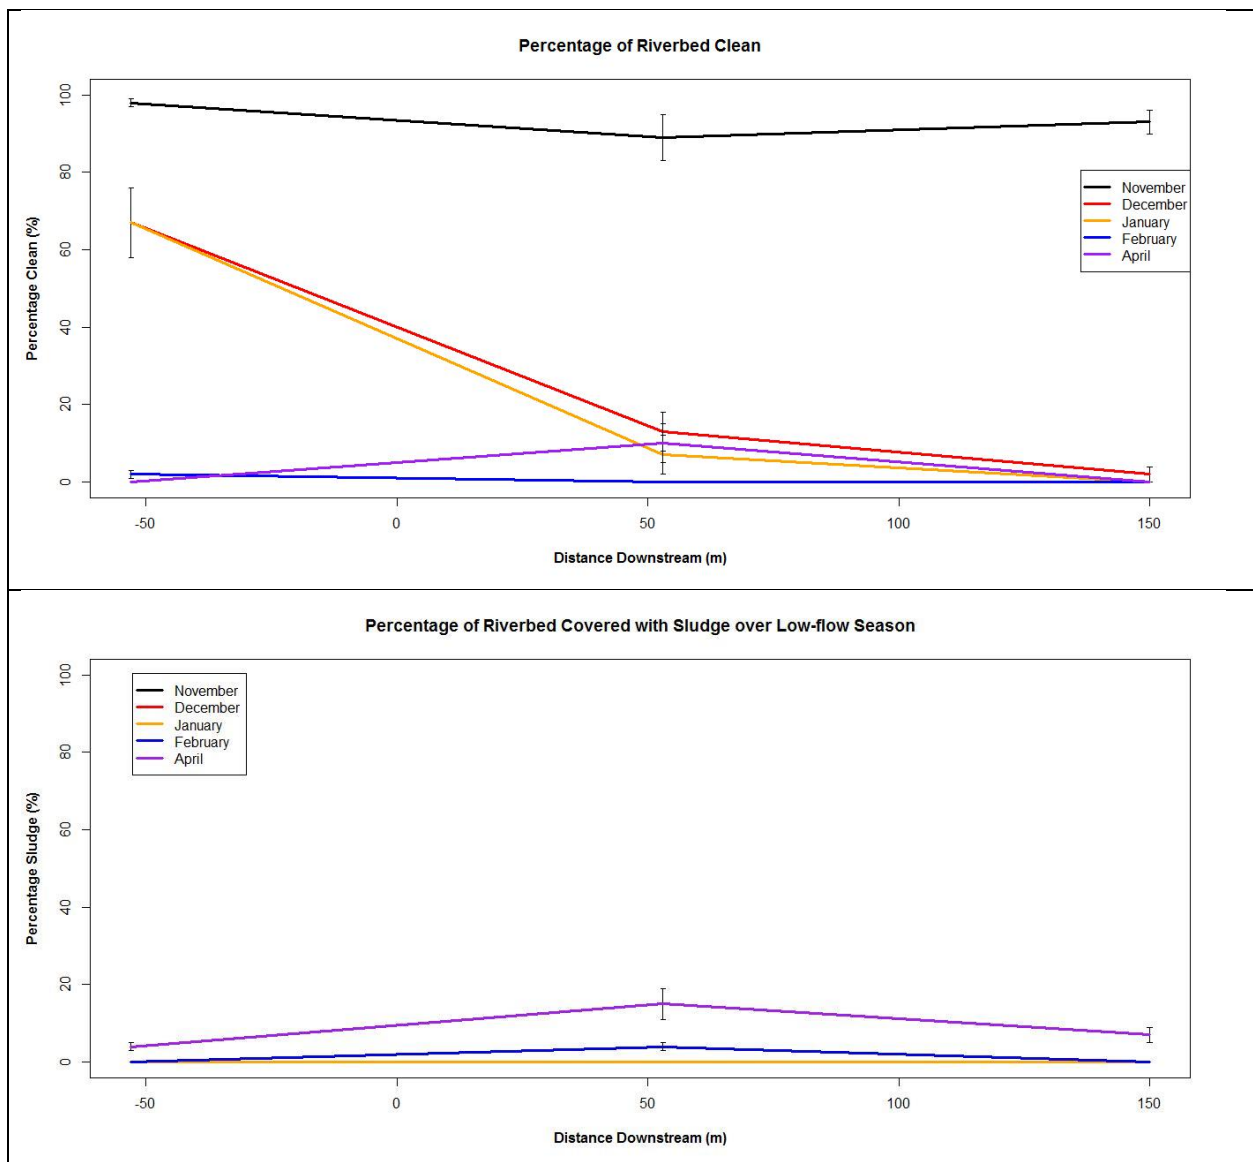 Percentage of Riverbed Clean
Percentage Clean (%)
100
80
60
40
20
0
November
December
January
February
April
-50 0 50 100 150
Distance Downstream (m)
Percentage of Riverbed Covered with Sludge over Low-flow Season
Percentage Sludge (%)
100
80
60
40
20
0
November
December
January
February
April
-50 0 50 100 150
Distance Downstream (m)